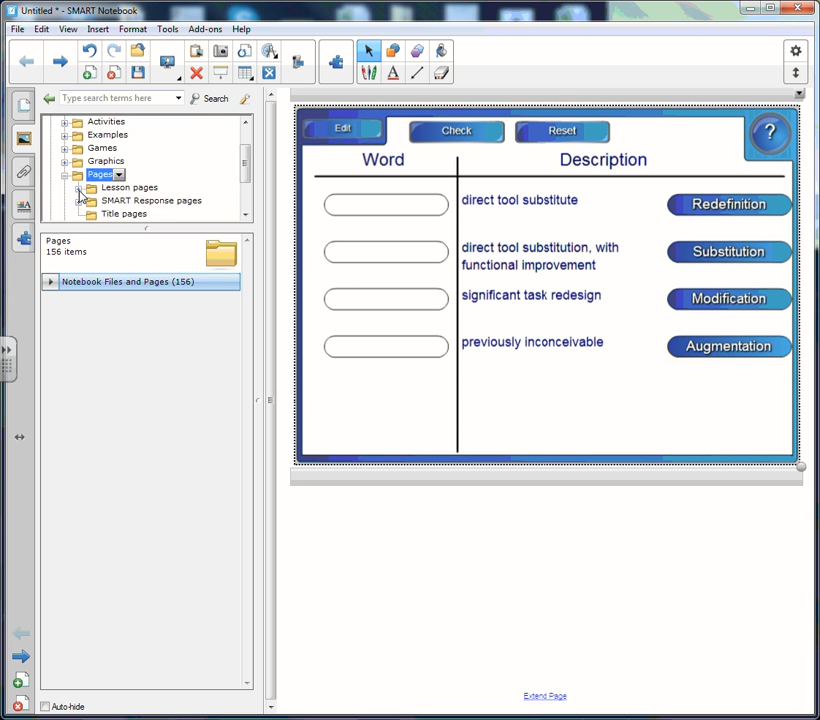 Untitled * - SMART Notebook
File Edit View Insert Format Tools Add-ons Help
Type search terms here Search
Activities
Examples
Games
Graphics
Pages
Lesson pages
SMART Response pages
Title pages
Pages
156 items
Notebook Files and Pages (156)
Auto-hide
Edit Check Reset ?
Word Description
direct tool substitute Redefinition
direct tool substitution, with
functional improvement Substitution
significant task redesign Modification
previously inconceivable Augmentation
Extend Page